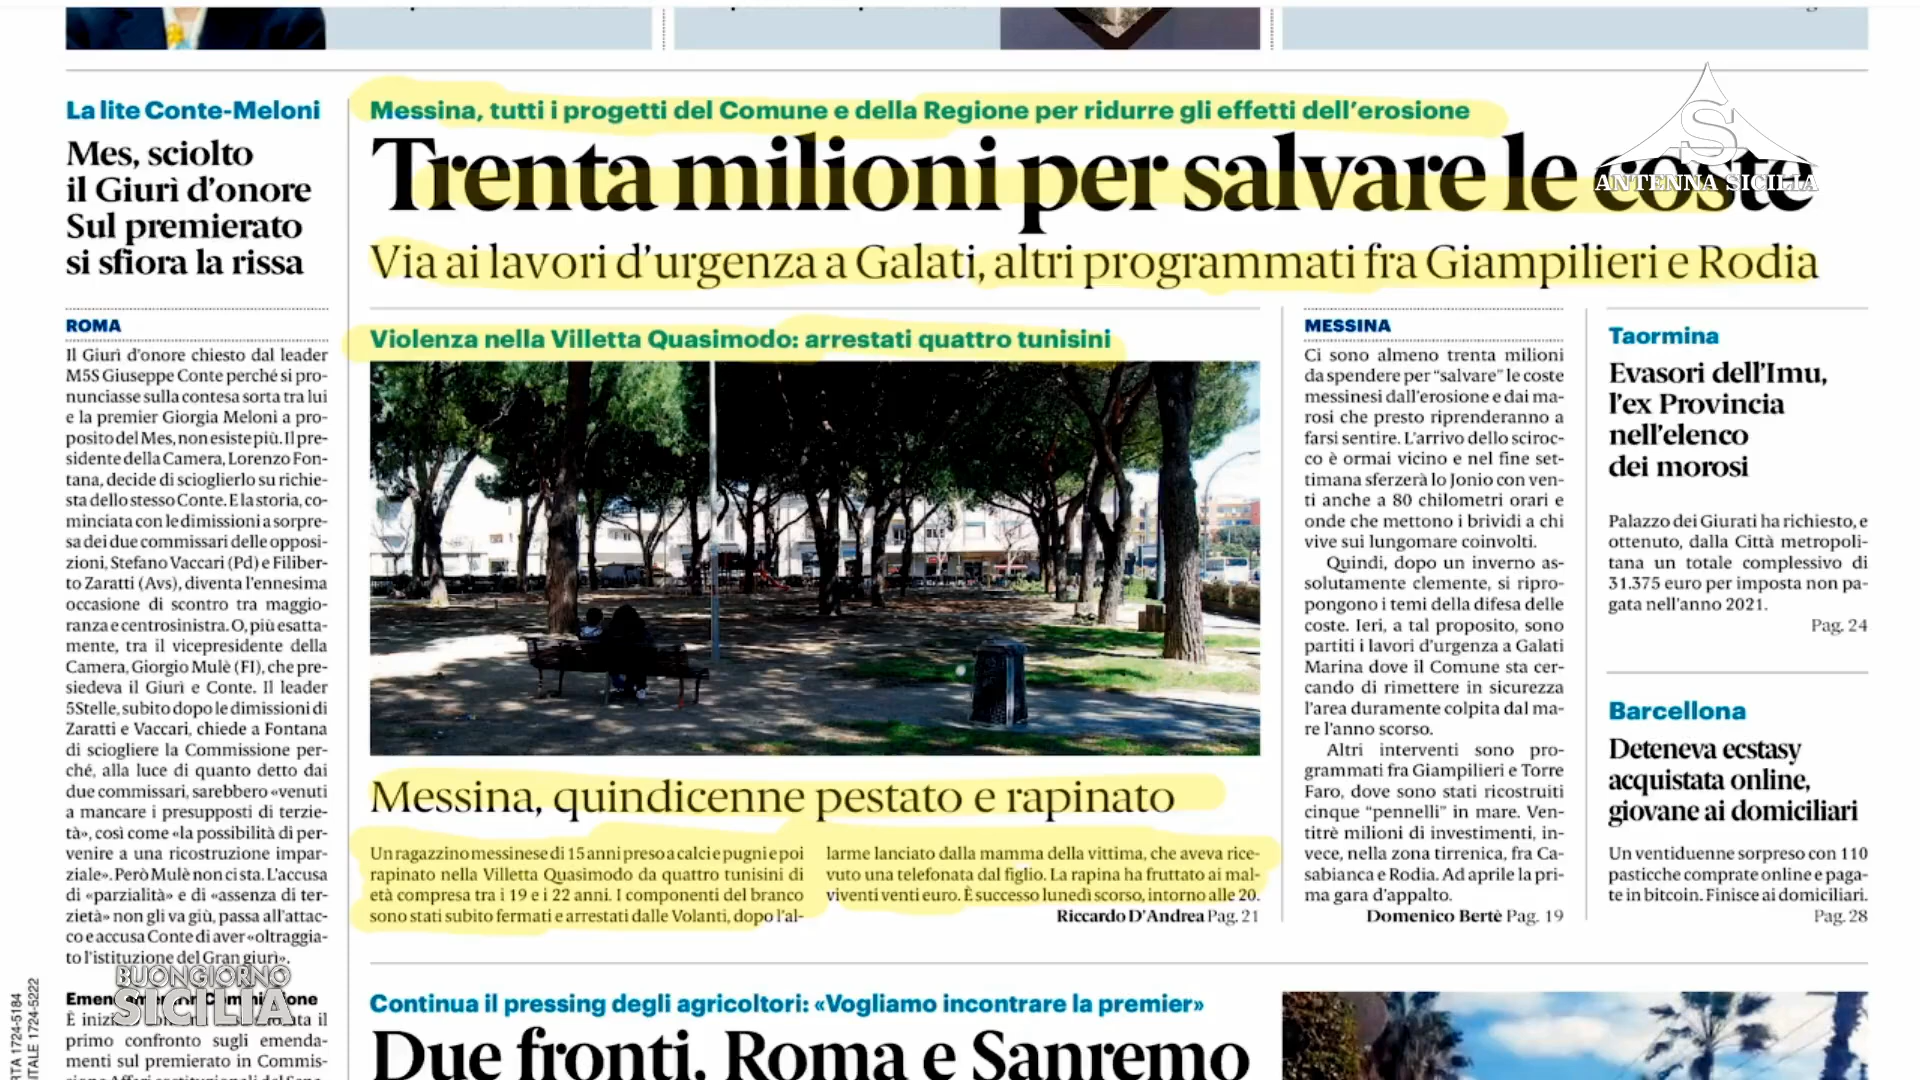 La lite Conte-Meloni
Mes, sciolto
il Giurì d'onore
Sul premierato
si sfiora la rissa
ROMA
Il Giurì d'onore chiesto dal leader
M5S Giuseppe Conte perché si pro-
nunciasse sulla contesa sorta tra lui
e la premier Giorgia Meloni a pro-
posito del Mes, non esiste più. Il pre-
sidente della Camera, Lorenzo Fon-
tana, decide di scioglierlo su richie-
sta dello stesso Conte. E la storia, co-
minciata con le dimissioni a sorpre-
sa dei due commissari delle opposi-
zioni, Stefano Vaccari (Pd) e Filiber-
to Zaratti (Avs), diventa l'ennesima
occasione di scontro tra maggio-
ranza e centrosinistra. O, più esatta-
mente, tra il vicepresidente della
Camera, Giorgio Mulè (FI), che pre-
siedeva il Giurì e Conte. Il leader
5Stelle, subito dopo le dimissioni di
Zaratti e Vaccari, chiede a Fontana
di sciogliere la Commissione per-
ché, alla luce di quanto detto dai
due commissari, sarebbero «venuti
a mancare i presupposti di terzie-
tà», così come «la possibilità di per-
venire a una ricostruzione impar-
ziale». Però Mulè non ci sta. L'accusa
di «parzialità» e di «assenza di ter-
zietà» non gli va giù, passa all'attac-
co e accusa Conte di aver «oltraggia-
to l'istituzione del Gran giurì».
È
primo confronto sugli emenda-
menti sul premierato in Commis-
Messina, tutti i progetti del Comune e della Regione per ridurre gli effetti dell'erosione
Trenta milioni per salvare le coste
Via ai lavori d'urgenza a Galati, altri programmati fra Giampilieri e Rodia
Violenza nella Villetta Quasimodo: arrestati quattro tunisini
Messina, quindicenne pestato e rapinato
Un ragazzino messinese di 15 anni preso a calci e pugni e poi
rapinato nella Villetta Quasimodo da quattro tunisini di
età compresa tra i 19 e i 22 anni. I componenti del branco
sono stati subito fermati e arrestati dalle Volanti, dopo l'al-
larme lanciato dalla mamma della vittima, che aveva rice-
vuto una telefonata dal figlio. La rapina ha fruttato ai mal-
viventi venti euro. È successo lunedì scorso, intorno alle 20.
Riccardo D'Andrea Pag. 21
MESSINA
Ci sono almeno trenta milioni
da spendere per “salvare” le coste
messinesi dall'erosione e dai ma-
rosi che presto riprenderanno a
farsi sentire. L'arrivo dello sciroc-
co è ormai vicino e nel fine set-
timana sferzerà lo Jonio con ven-
ti anche a 80 chilometri orari e
onde che mettono i brividi a chi
vive sui lungomare coinvolti.
Quindi, dopo un inverno as-
solutamente clemente, si ripro-
pongono i temi della difesa delle
coste. Ieri, a tal proposito, sono
partiti i lavori d'urgenza a Galati
Marina dove il Comune sta cer-
cando di rimettere in sicurezza
l'area duramente colpita dal ma-
re l'anno scorso.
Altri interventi sono pro-
grammati fra Giampilieri e Torre
Faro, dove sono stati ricostruiti
cinque “pennelli” in mare. Ven-
titrè milioni di investimenti, in-
vece, nella zona tirrenica, fra Ca-
sabianca e Rodia. Ad aprile la pri-
ma gara d'appalto.
Domenico Bertè Pag. 19
Taormina
Evasori dell'Imu,
l'ex Provincia
nell'elenco
dei morosi
Palazzo dei Giurati ha richiesto, e
ottenuto, dalla Città metropoli-
tana un totale complessivo di
31.375 euro per imposta non pa-
gata nell'anno 2021.
Pag. 24
Barcellona
Deteneva ecstasy
acquistata online,
giovane ai domiciliari
Un ventiduenne sorpreso con 110
pasticche comprate online e paga-
te in bitcoin. Finisce ai domiciliari.
Pag. 28
Continua il pressing degli agricoltori: «Vogliamo incontrare la premier»
Due fronti, Roma e Sanremo
S
ANTENNA SICILIA
BUONGIORNO
SICILIA
1724-5184
1724-5222